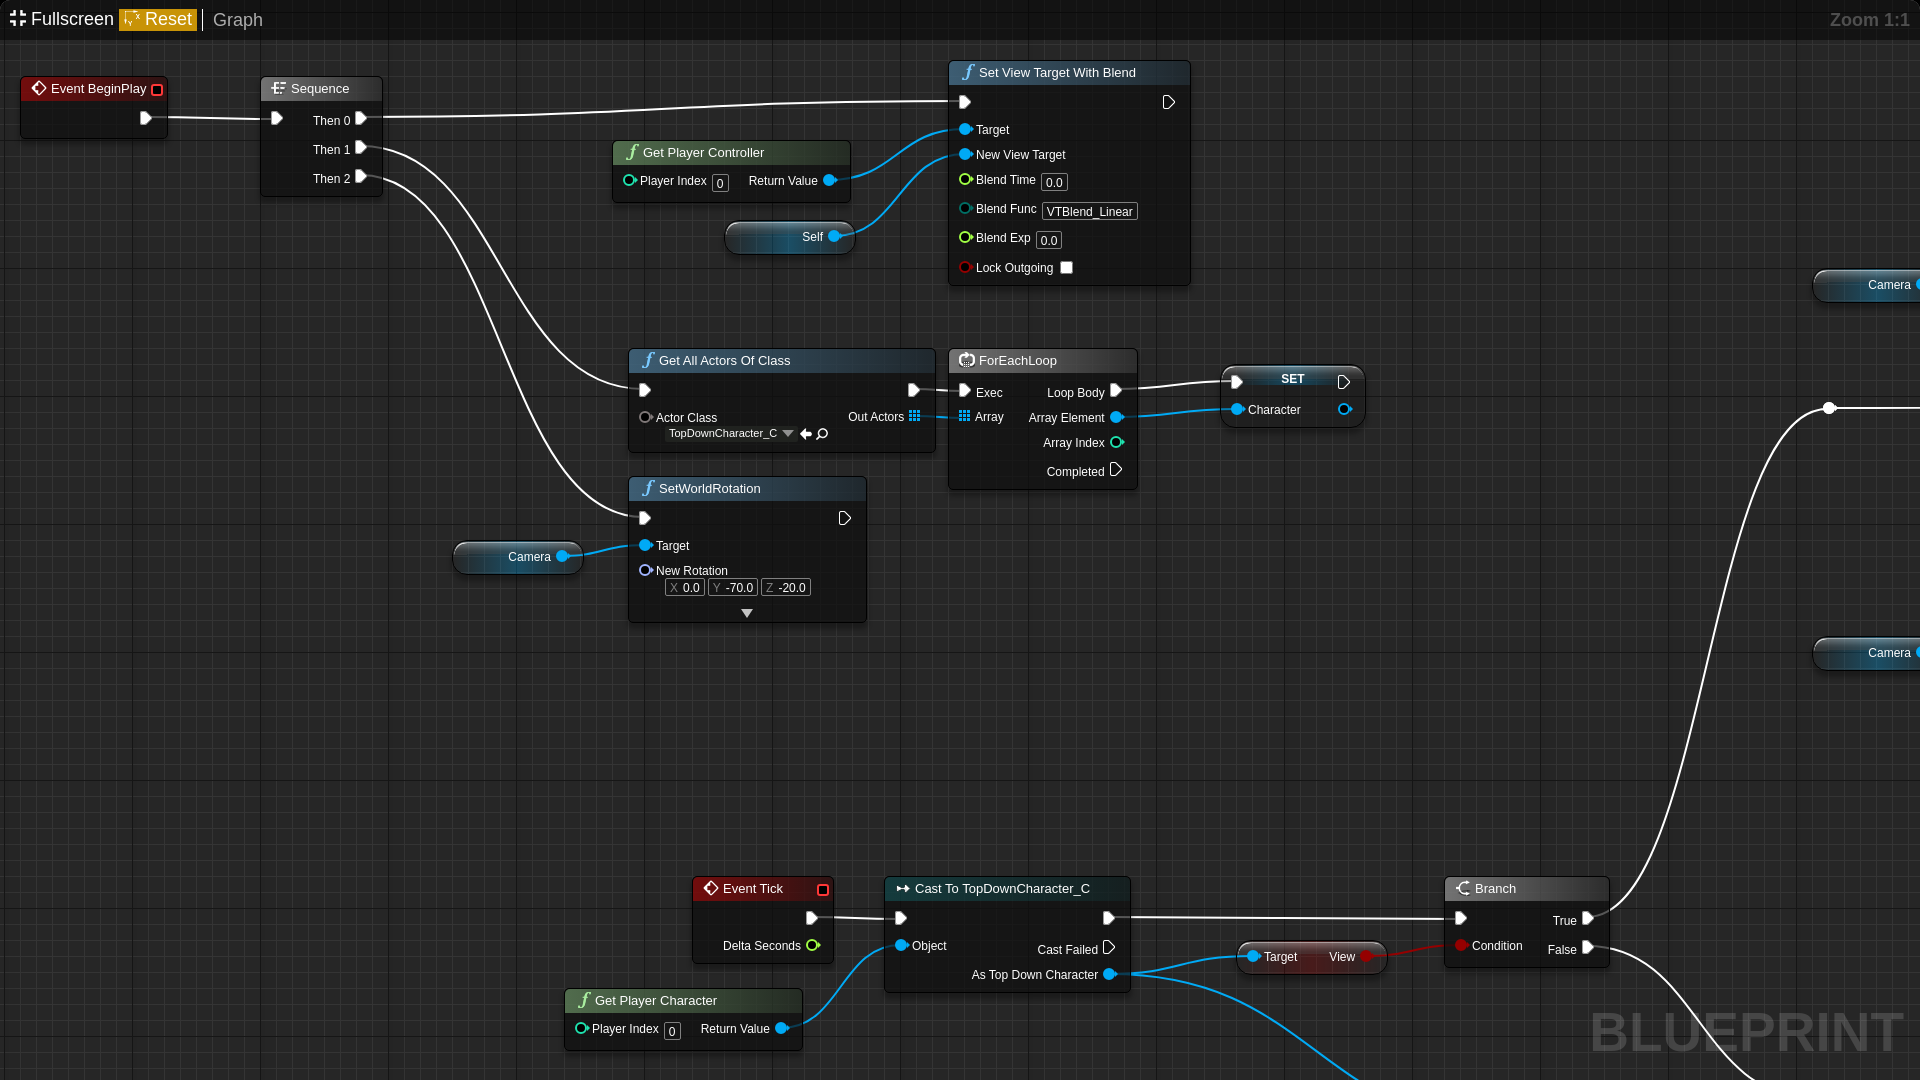 Fullscreen Reset Graph
Zoom 1:1
Event BeginPlay
Sequence
Then 0
Then 1
Then 2
Set View Target With Blend
Target
New View Target
Blend Time 0.0
Blend Func VTBlend_Linear
Blend Exp 0.0
Lock Outgoing
Get Player Controller
Player Index 0 Return Value
Self
Camera
Get All Actors Of Class
Actor Class Out Actors
TopDownCharacter_C
ForEachLoop
Exec Loop Body
Array Array Element
Array Index
Completed
SET
Character
SetWorldRotation
Target
New Rotation
X 0.0 Y -70.0 Z -20.0
Camera
Camera
Event Tick
Delta Seconds
Cast To TopDownCharacter_C
Object Cast Failed
As Top Down Character
Target View
Branch
True
Condition False
Get Player Character
Player Index 0 Return Value
BLUEPRINT